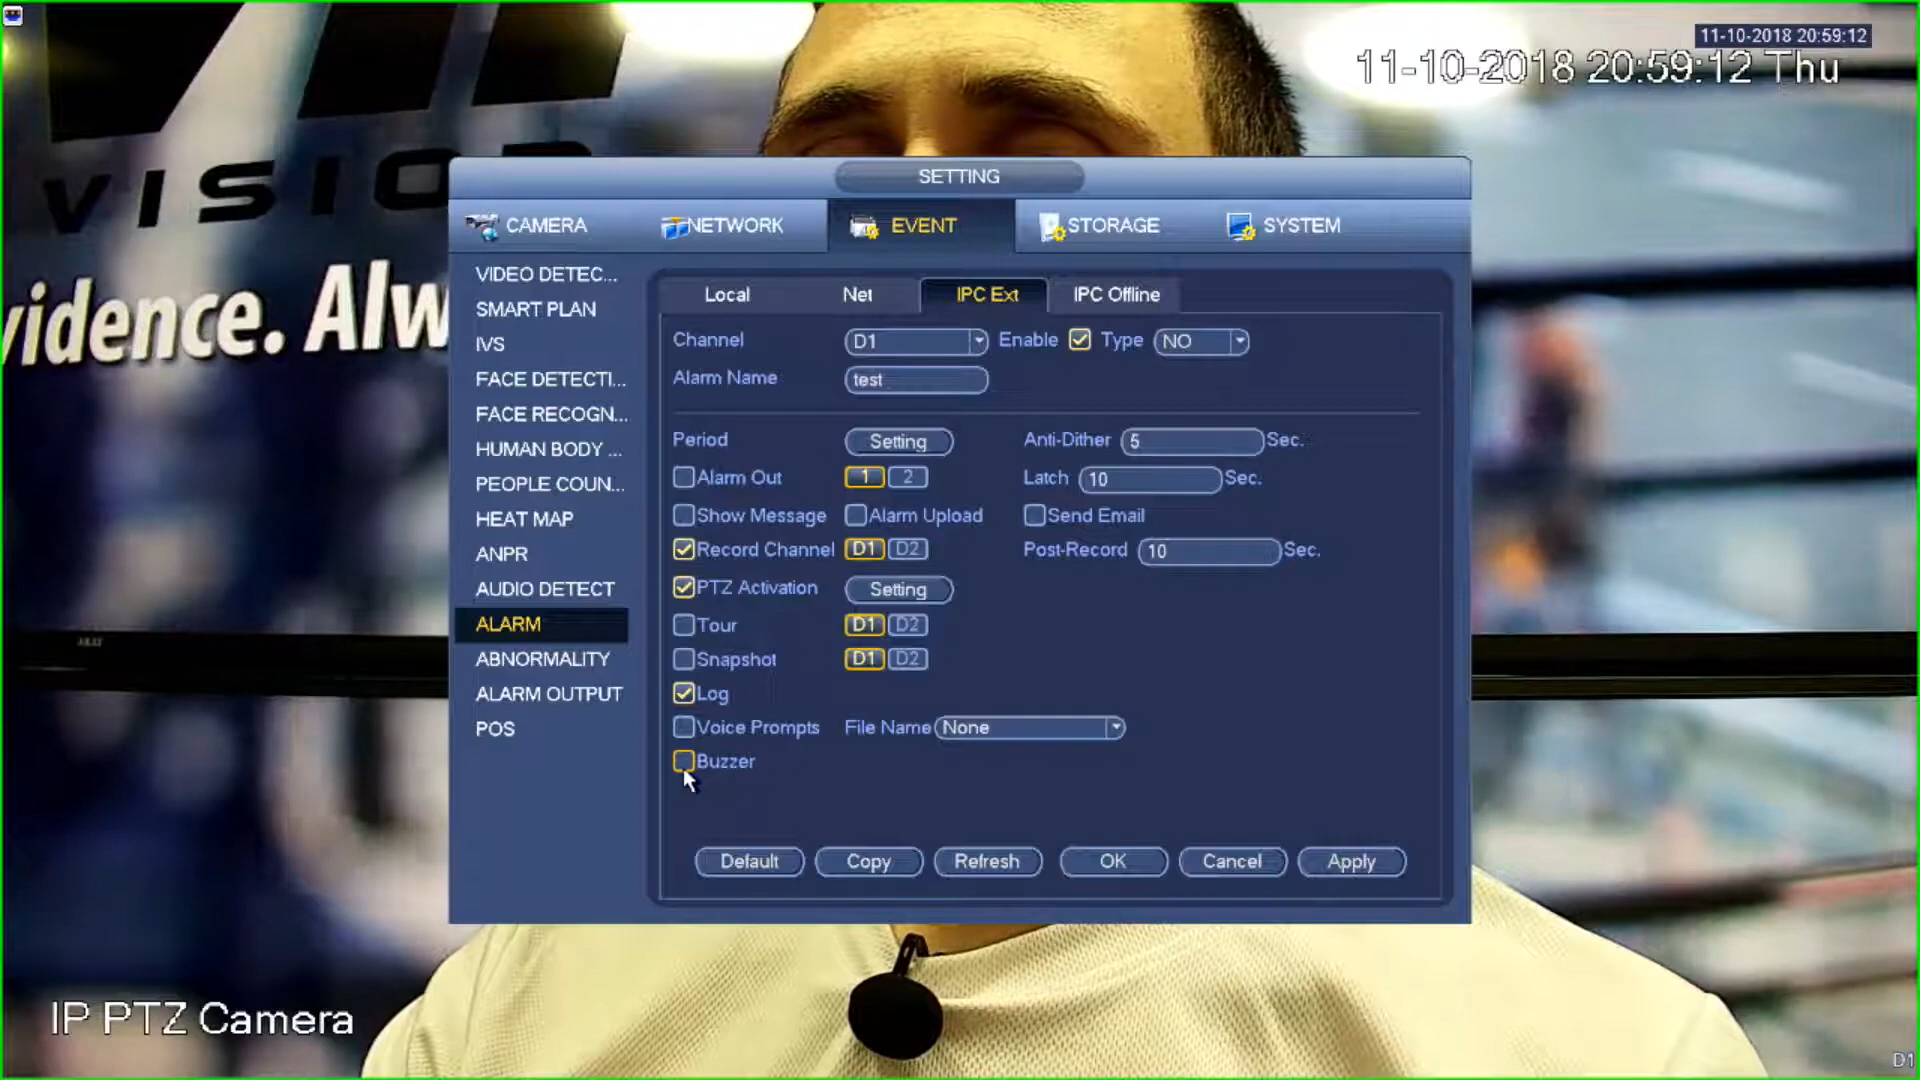 11-10-2018 20:59:12
11-10-2018 20:59:12 Thu
VISION
vidence. Alw
SETTING
CAMERA NETWORK EVENT STORAGE SYSTEM
VIDEO DETEC...
SMART PLAN
IVS
FACE DETECTI...
FACE RECOGN...
HUMAN BODY ...
PEOPLE COUN...
HEAT MAP
ANPR
AUDIO DETECT
ALARM
ABNORMALITY
ALARM OUTPUT
POS
Local Net IPC Ext IPC Offline
Channel D1 Enable Type NO
Alarm Name test
Period Setting Anti-Dither 5 Sec.
Alarm Out 1 2 Latch 10 Sec.
Show Message Alarm Upload Send Email
Record Channel D1 D2 Post-Record 10 Sec.
PTZ Activation Setting
Tour D1 D2
Snapshot D1 D2
Log
Voice Prompts File Name None
Buzzer
Default Copy Refresh OK Cancel Apply
IP PTZ Camera
D1